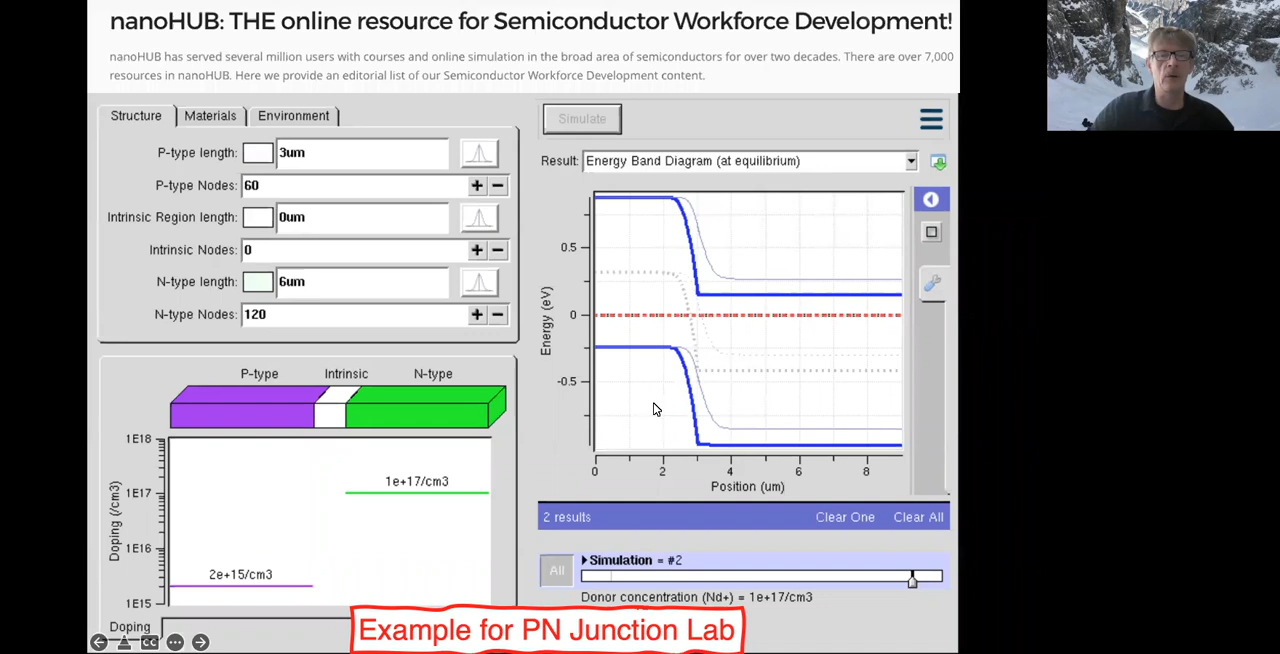 nanoHUB: THE online resource for Semiconductor Workforce Development!
nanoHUB has served several million users with courses and online simulation in the broad area of semiconductors for over two decades. There are over 7,000
resources in nanoHUB. Here we provide an editorial list of our Semiconductor Workforce Development content.
Structure Materials Environment
P-type length: 3um
P-type Nodes: 60 + −
Intrinsic Region length: 0um
Intrinsic Nodes: 0 + −
N-type length: 6um
N-type Nodes: 120 + −
P-type Intrinsic N-type
1E18
1E17
1E16
1E15
Doping (/cm3)
1e+17/cm3
2e+15/cm3
Doping
CC
Simulate
Result: Energy Band Diagram (at equilibrium)
0.5
0
-0.5
Energy (eV)
0 2 4 6 8
Position (um)
2 results Clear One Clear All
All
Simulation = #2
Donor concentration (Nd+) = 1e+17/cm3
Example for PN Junction Lab